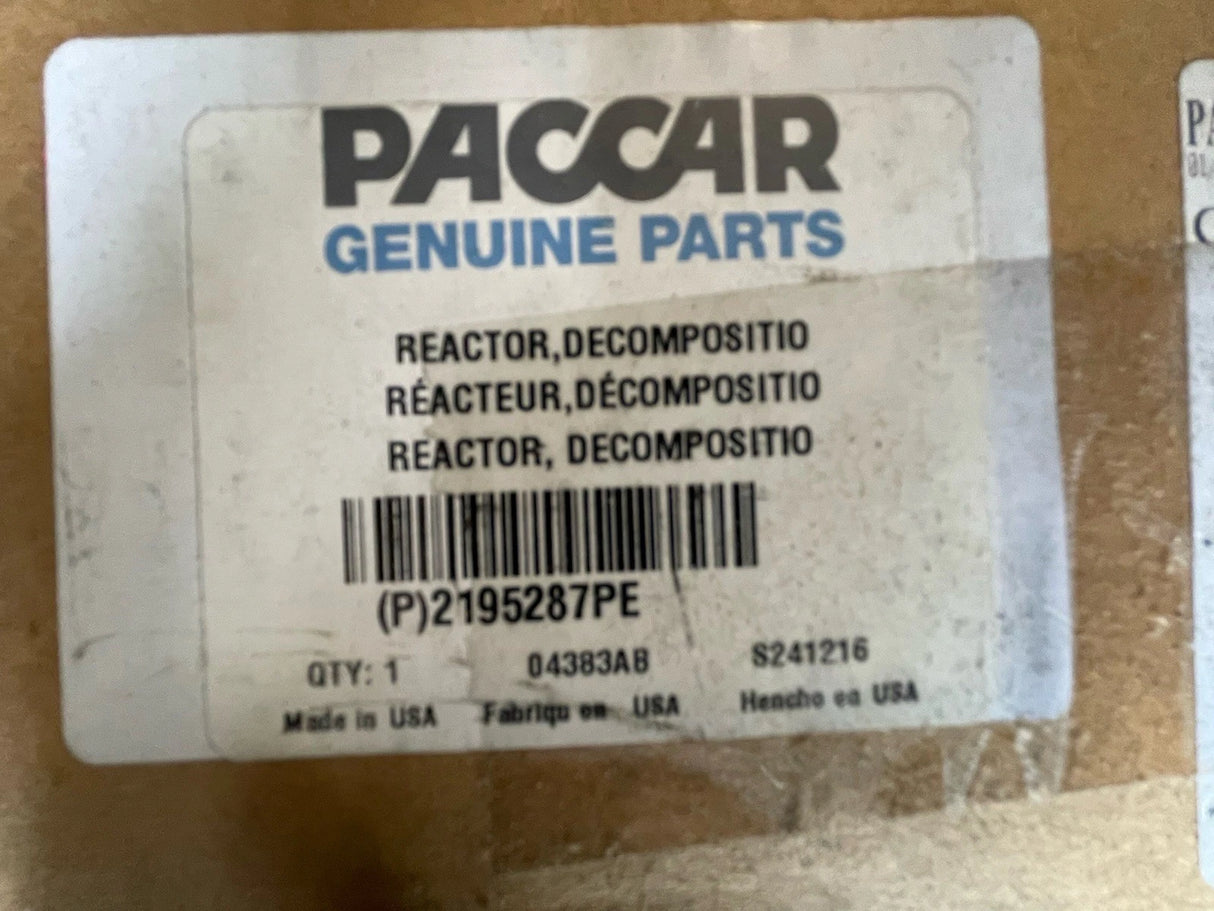 PACCAR
GENUINE PARTS
REACTOR,DECOMPOSITIO
RÉACTEUR,DÉCOMPOSITIO
REACTOR, DECOMPOSITIO
(P)2195287PE
QTY: 1 04383AB S241216
Made in USA Fabriqu en USA Hencho en USA
PA
C